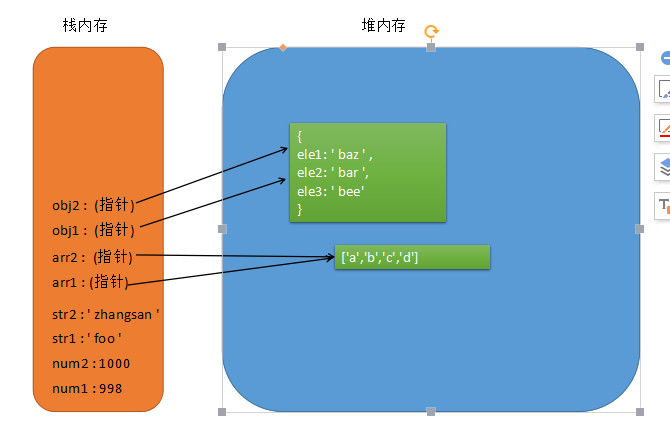 栈内存
堆内存
obj2 : (指针)
obj1 : (指针)
arr2 : (指针)
arr1 : (指针)
str2 : ' zhangsan '
str1 : ' foo '
num2 : 1000
num1 : 998
{
ele1: ' baz ' ,
ele2: ' bar ',
ele3: ' bee'
}
['a','b','c','d']